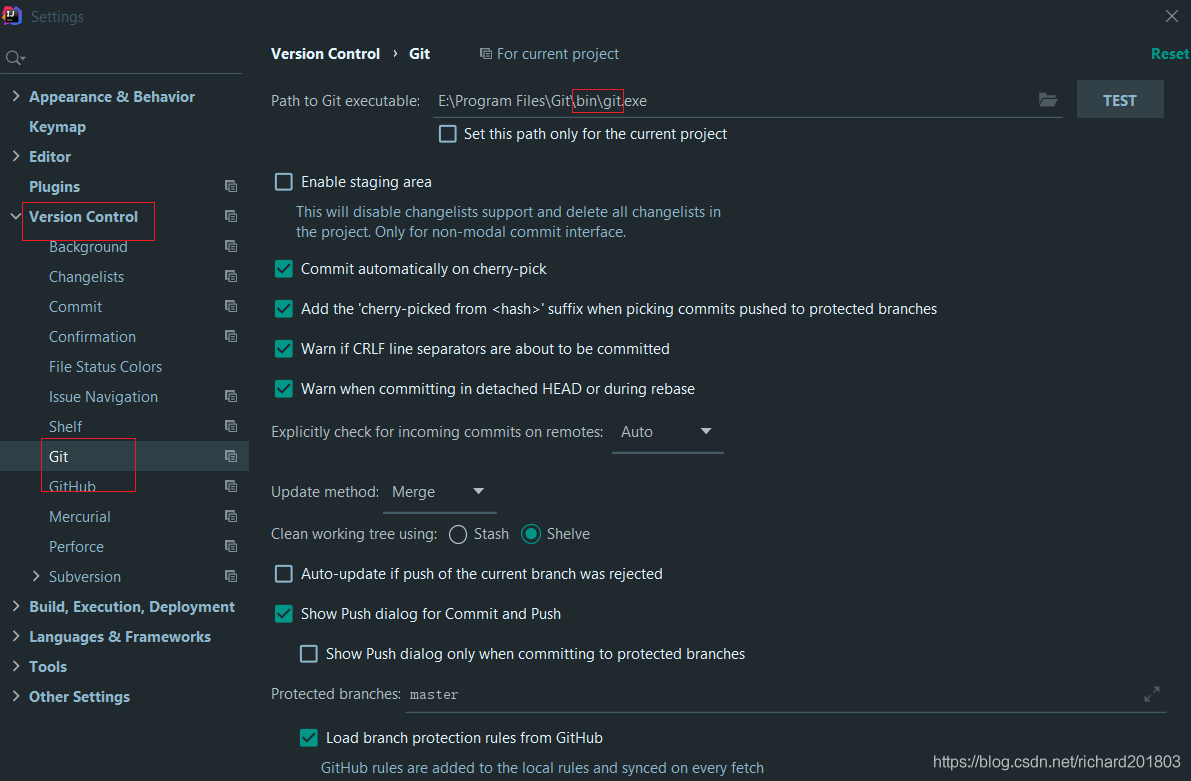 Settings
Version Control › Git
For current project
Reset
Appearance & Behavior
Keymap
Editor
Plugins
Version Control
Background
Changelists
Commit
Confirmation
File Status Colors
Issue Navigation
Shelf
Git
GitHub
Mercurial
Perforce
Subversion
Build, Execution, Deployment
Languages & Frameworks
Tools
Other Settings
Path to Git executable: E:\Program Files\Git\bin\git.exe
TEST
Set this path only for the current project
Enable staging area
This will disable changelists support and delete all changelists in
the project. Only for non-modal commit interface.
Commit automatically on cherry-pick
Add the 'cherry-picked from <hash>' suffix when picking commits pushed to protected branches
Warn if CRLF line separators are about to be committed
Warn when committing in detached HEAD or during rebase
Explicitly check for incoming commits on remotes: Auto
Update method: Merge
Clean working tree using: Stash Shelve
Auto-update if push of the current branch was rejected
Show Push dialog for Commit and Push
Show Push dialog only when committing to protected branches
Protected branches: master
Load branch protection rules from GitHub
GitHub rules are added to the local rules and synced on every fetch
https://blog.csdn.net/richard201803